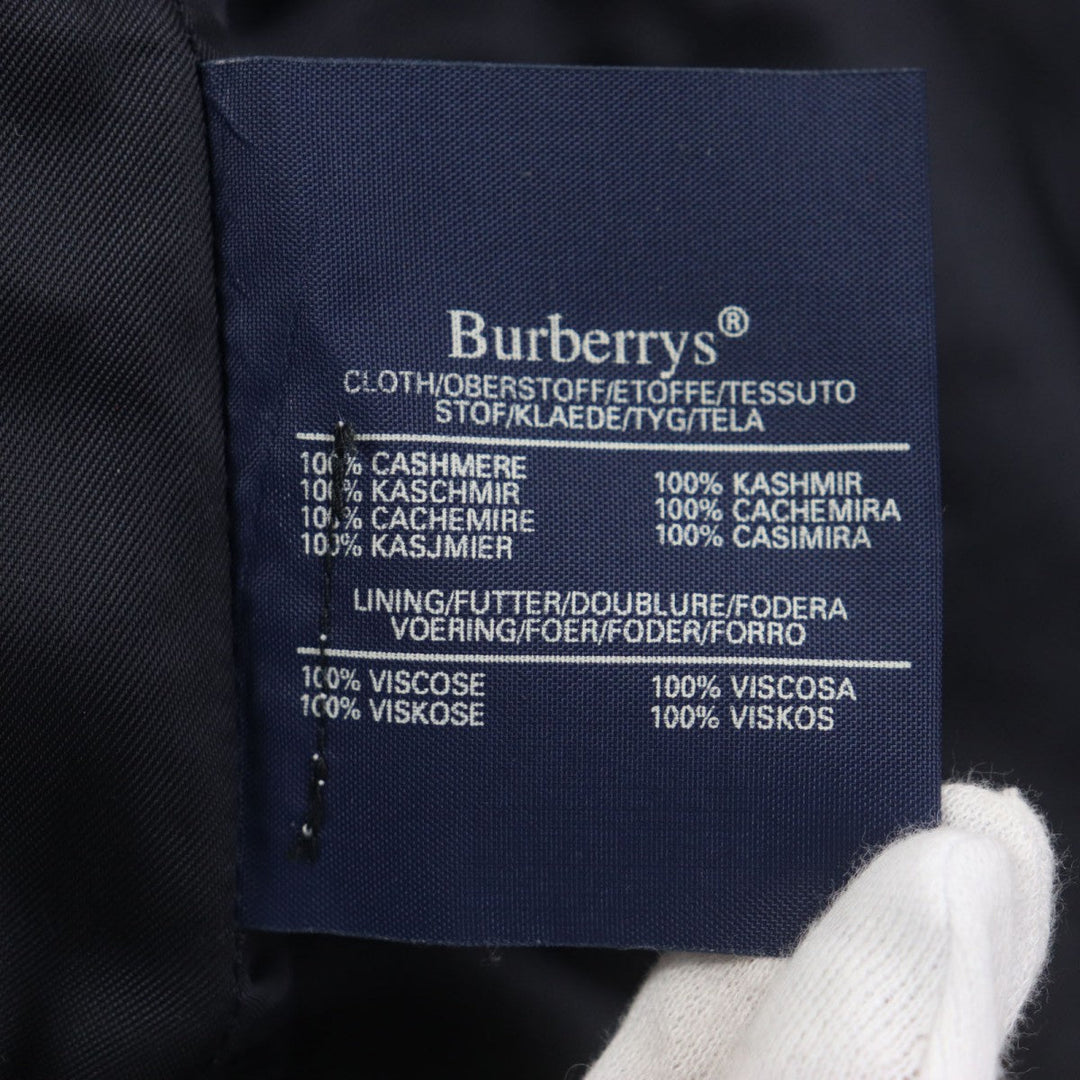 Burberrys®
CLOTH/OBERSTOFF/ETOFFE/TESSUTO
STOF/KLAEDE/TYG/TELA
100% CASHMERE
100% KASCHMIR
100% CACHEMIRE
100% KASJMIER
100% KASHMIR
100% CACHEMIRA
100% CASIMIRA
LINING/FUTTER/DOUBLURE/FODERA
VOERING/FOER/FODER/FORRO
100% VISCOSE
100% VISKOSE
100% VISCOSA
100% VISKOS